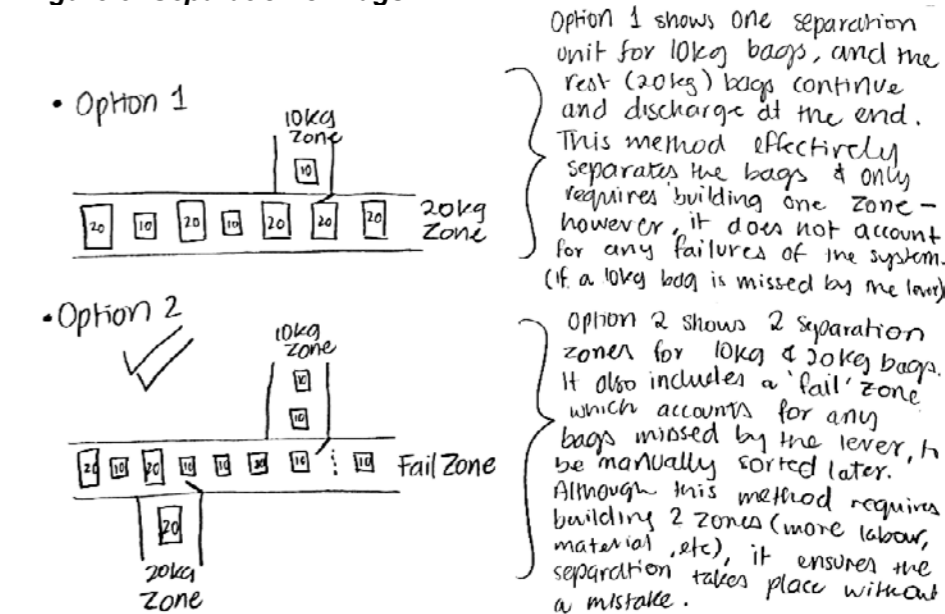 Option 1 shows one separation
unit for 10kg bags, and the
rest (20kg) bags continue
and discharge at the end.
This method effectively
separates the bags & only
requires building one zone –
however, it does not account
for any failures of the system.
(if a 10kg bag is missed by the lever)
• Option 1
10kg
Zone
10
20 10 20 10 20 20 20
20kg
Zone
• Option 2
10kg
Zone
10
10
20 10 20 10 10 20 10 10
Fail Zone
20
20kg
Zone
Option 2 shows 2 separation
zones for 10kg & 20kg bags.
It also includes a 'fail' zone
which accounts for any
bags missed by the lever, to
be manually sorted later.
Although this method requires
building 2 zones (more labour,
material, etc), it ensures the
separation takes place without
a mistake.